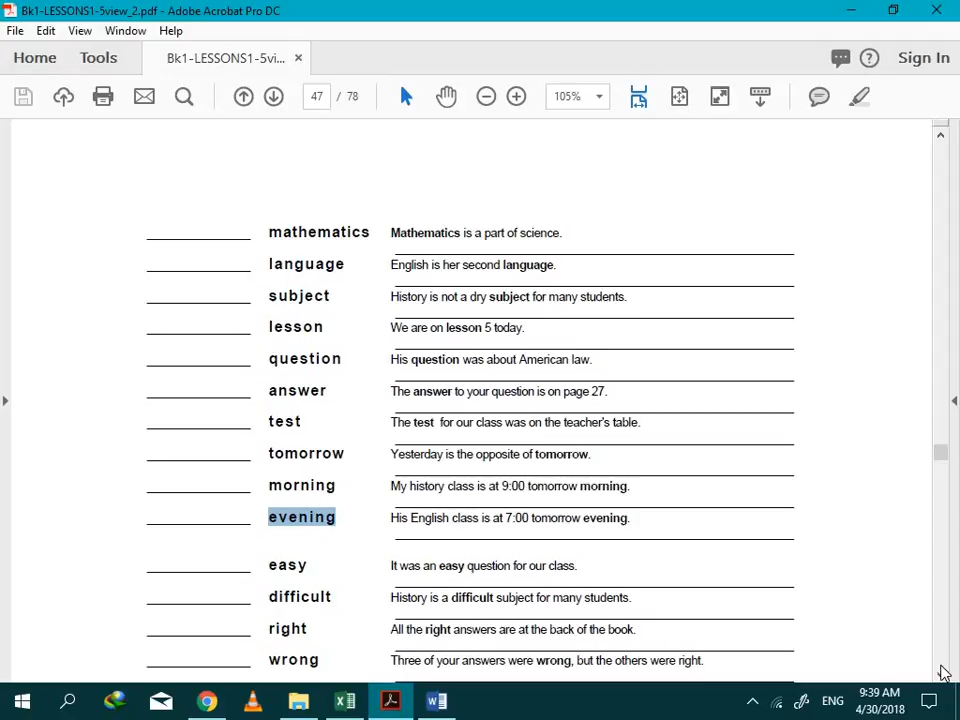 Bk1-LESSONS1-5view_2.pdf - Adobe Acrobat Pro DC
File Edit View Window Help
Home Tools Bk1-LESSONS1-5vi... Sign In
47 / 78 105%
mathematics Mathematics is a part of science.
language English is her second language.
subject History is not a dry subject for many students.
lesson We are on lesson 5 today.
question His question was about American law.
answer The answer to your question is on page 27.
test The test for our class was on the teacher's table.
tomorrow Yesterday is the opposite of tomorrow.
morning My history class is at 9:00 tomorrow morning.
evening His English class is at 7:00 tomorrow evening.
easy It was an easy question for our class.
difficult History is a difficult subject for many students.
right All the right answers are at the back of the book.
wrong Three of your answers were wrong, but the others were right.
ENG 9:39 AM
4/30/2018